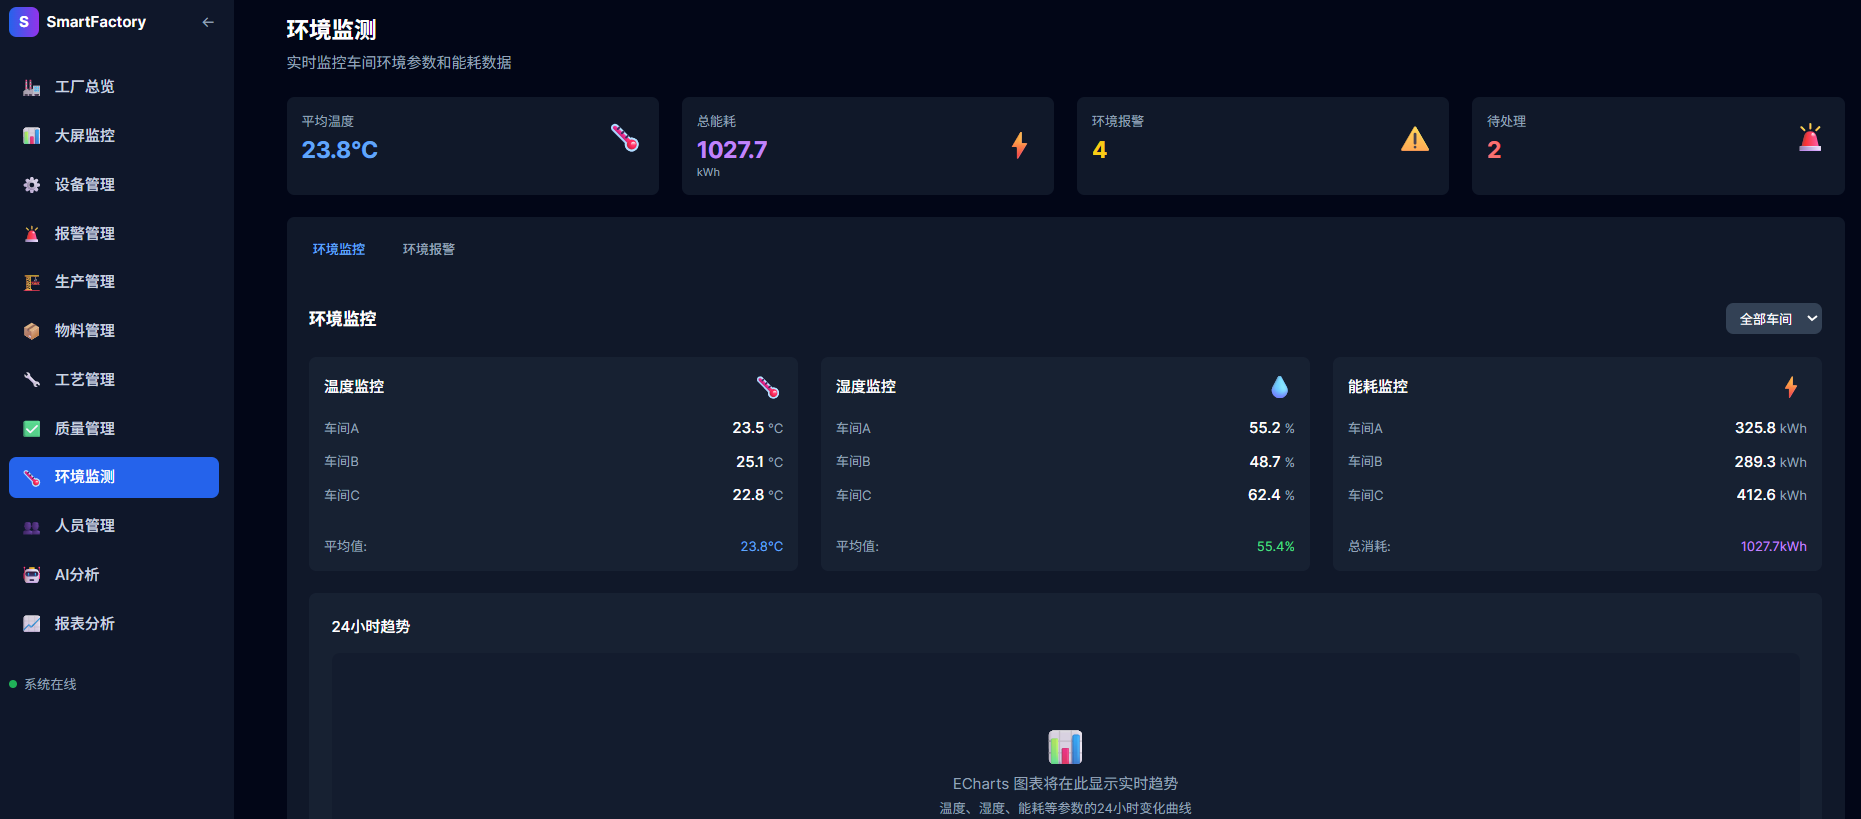 S SmartFactory ←
工厂总览
大屏监控
设备管理
报警管理
生产管理
物料管理
工艺管理
质量管理
环境监测
人员管理
AI分析
报表分析
系统在线
环境监测
实时监控车间环境参数和能耗数据
平均温度
23.8°C
总能耗
1027.7
kWh
环境报警
4
待处理
2
环境监控 环境报警
环境监控
全部车间
温度监控
车间A 23.5 °C
车间B 25.1 °C
车间C 22.8 °C
平均值: 23.8°C
湿度监控
车间A 55.2 %
车间B 48.7 %
车间C 62.4 %
平均值: 55.4%
能耗监控
车间A 325.8 kWh
车间B 289.3 kWh
车间C 412.6 kWh
总消耗: 1027.7kWh
24小时趋势
ECharts 图表将在此显示实时趋势
温度、湿度、能耗等参数的24小时变化曲线